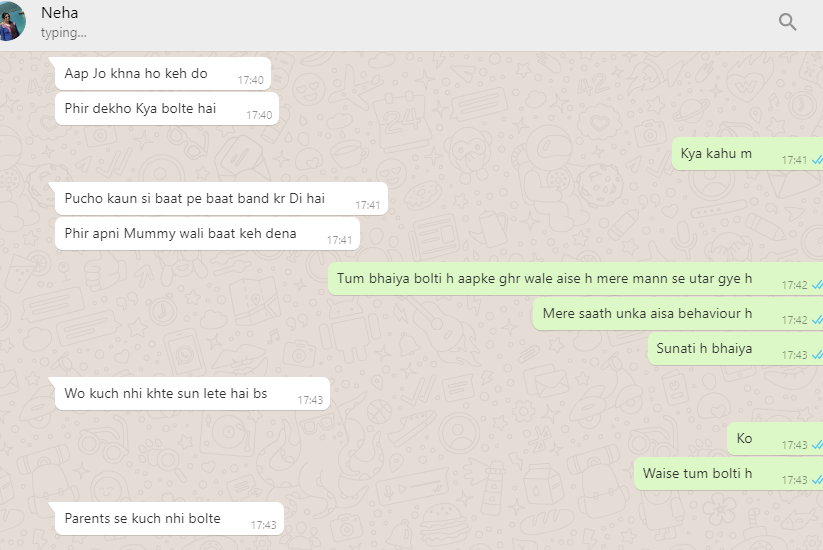 Neha
typing...
Aap Jo khna ho keh do
17:40
Phir dekho Kya bolte hai
17:40
Kya kahu m
17:41
Pucho kaun si baat pe baat band kr Di hai
17:41
Phir apni Mummy wali baat keh dena
17:41
Tum bhaiya bolti h aapke ghr wale aise h mere mann se utar gye h
17:42
Mere saath unka aisa behaviour h
17:42
Sunati h bhaiya
17:43
Wo kuch nhi khte sun lete hai bs
17:43
Ko
17:43
Waise tum bolti h
17:43
Parents se kuch nhi bolte
17:43